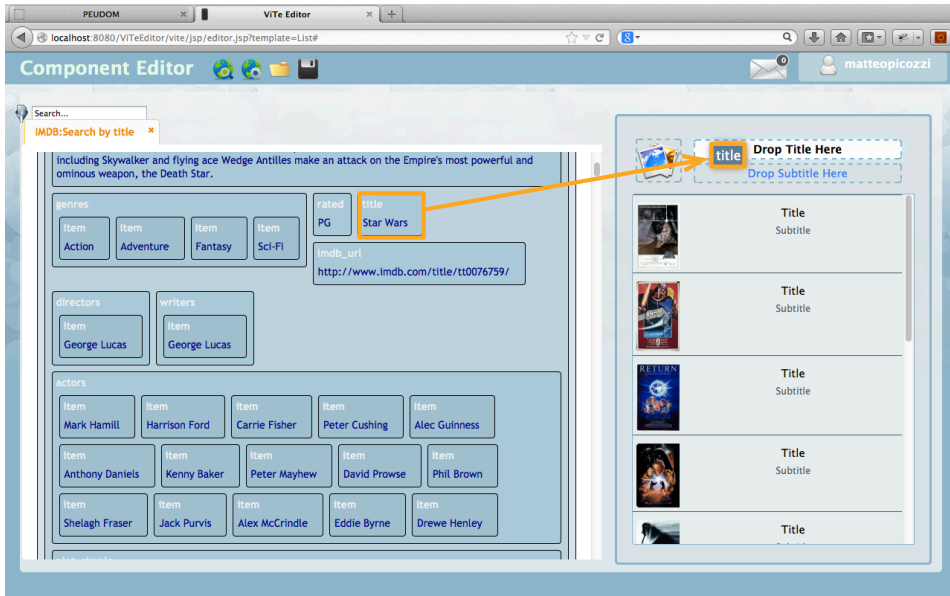 PEUDOM × ViTe Editor × +
localhost:8080/ViTeEditor/vite/jsp/editor.jsp?template=List#
Component Editor 0 matteopicozzi
Search...
IMDB:Search by title ×
including Skywalker and flying ace Wedge Antilles make an attack on the Empire's most powerful and
ominous weapon, the Death Star.
genres rated title
Item Item Item Item PG Star Wars
Action Adventure Fantasy Sci-Fi
imdb_url
http://www.imdb.com/title/tt0076759/
directors writers
Item Item
George Lucas George Lucas
actors
Item Item Item Item Item
Mark Hamill Harrison Ford Carrie Fisher Peter Cushing Alec Guinness
Item Item Item Item Item
Anthony Daniels Kenny Baker Peter Mayhew David Prowse Phil Brown
Item Item Item Item Item
Shelagh Fraser Jack Purvis Alex McCrindle Eddie Byrne Drewe Henley
title Drop Title Here
Drop Subtitle Here
Title
Subtitle
Title
Subtitle
RETURN
Title
Subtitle
Title
Subtitle
Title